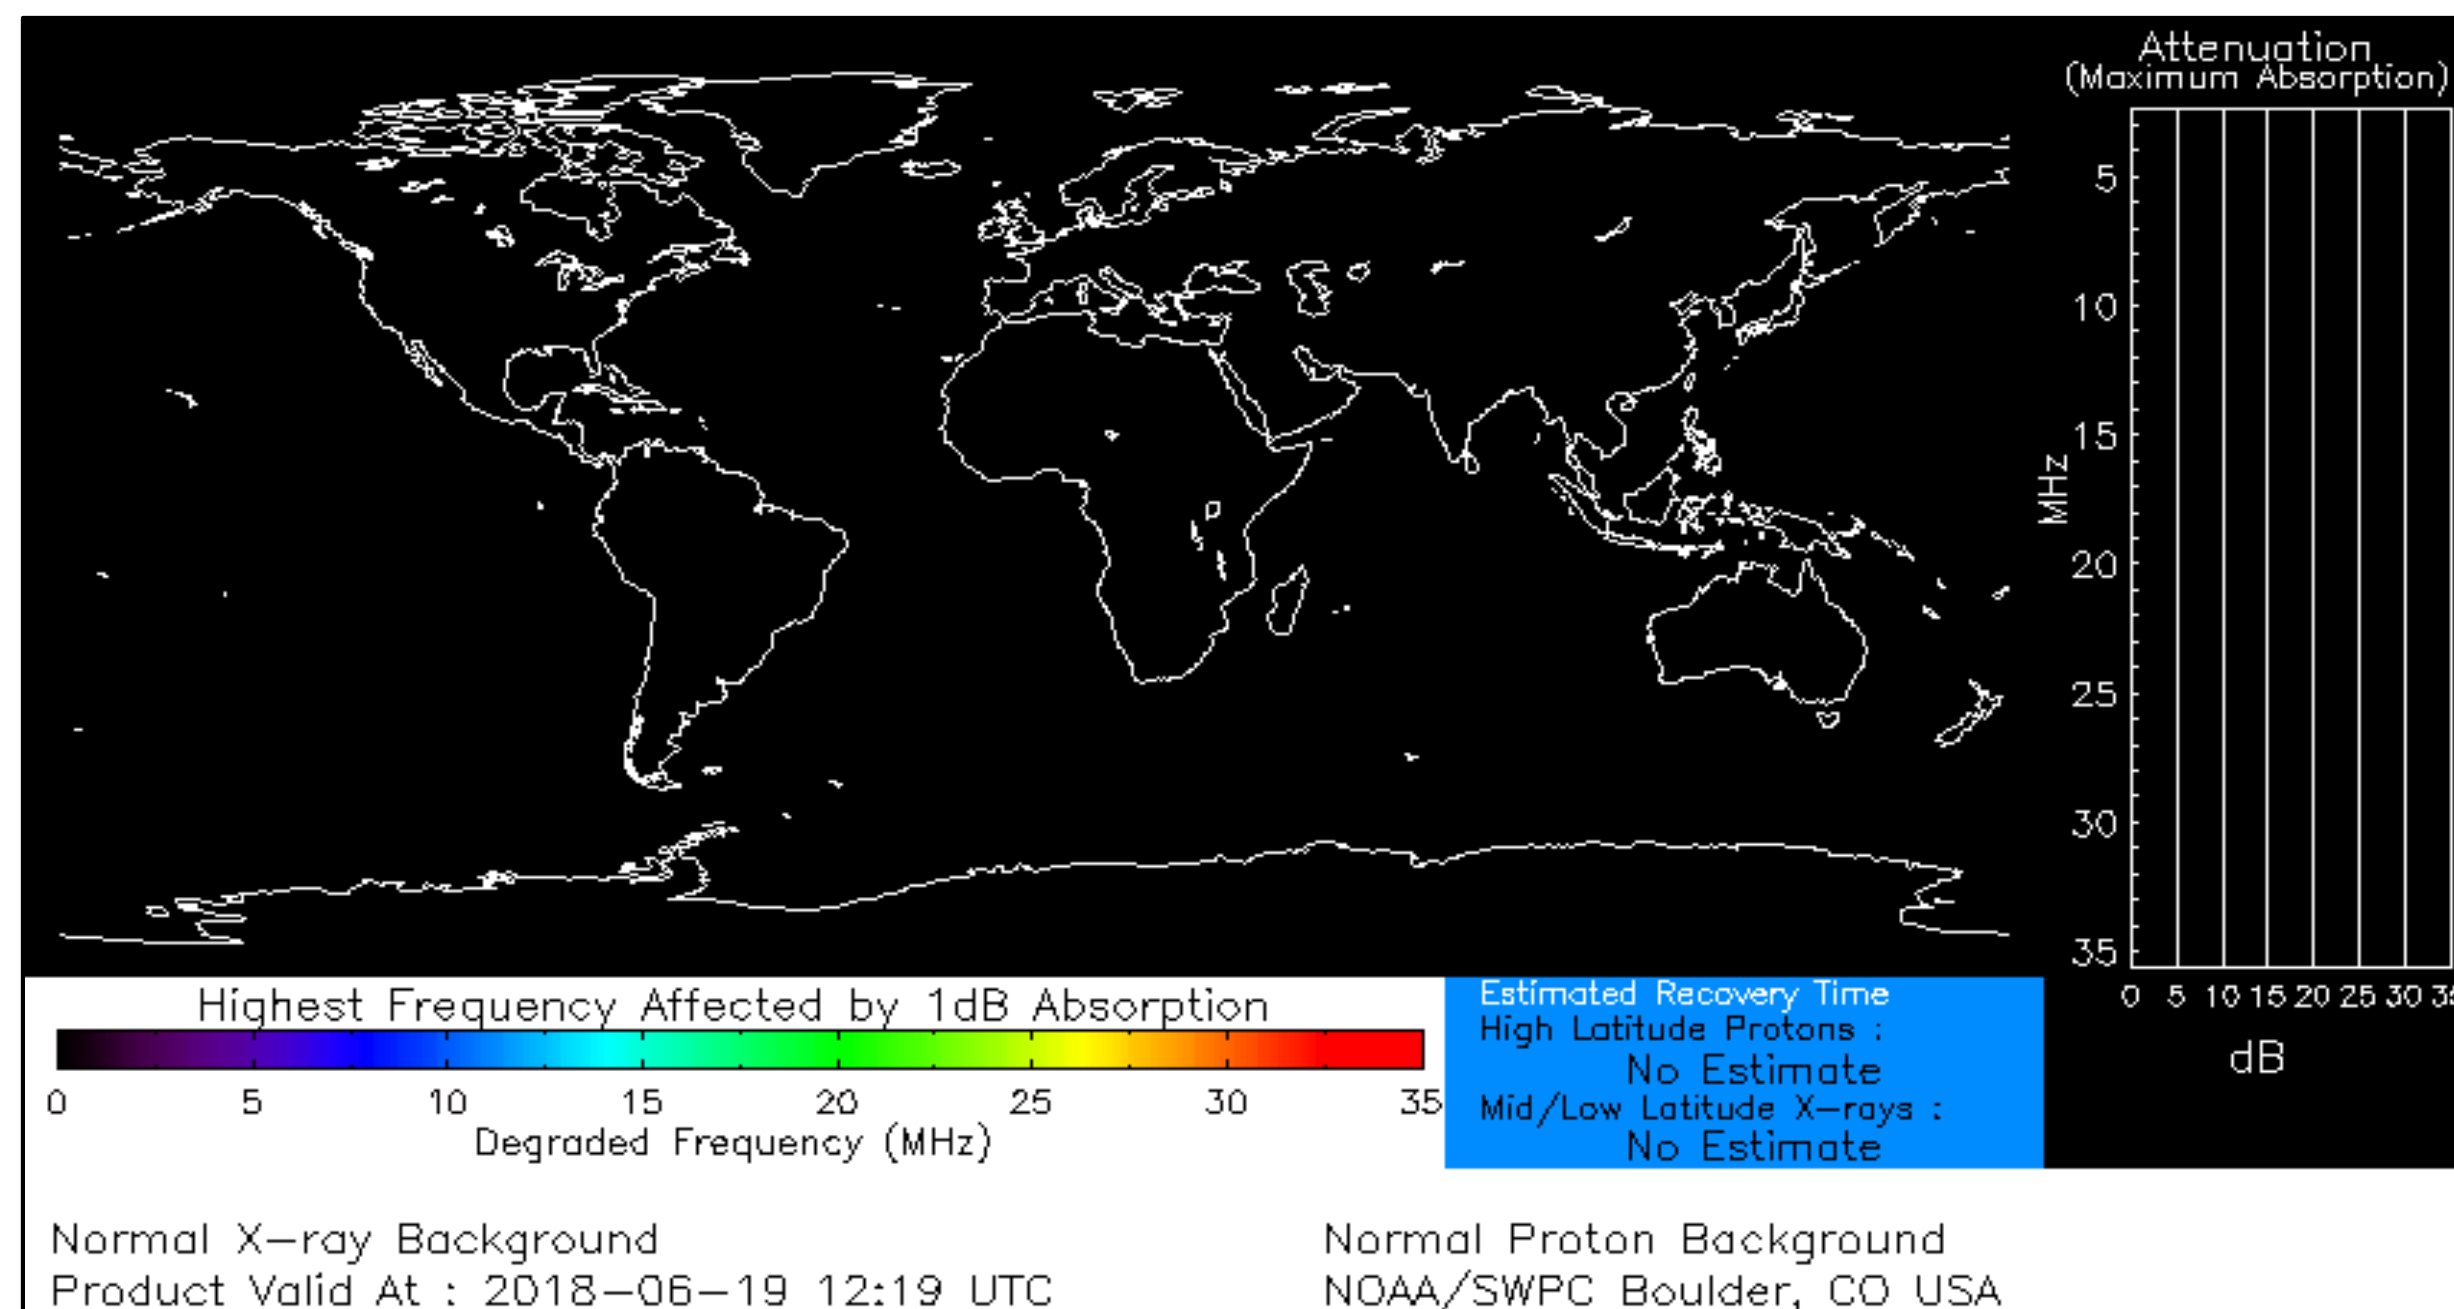 Attenuation
(Maximum Absorption)
5
10
15
20
25
30
35
MHz
0 5 10 15 20 25 30
dB
Highest Frequency Affected by 1dB Absorption
0 5 10 15 20 25 30 35
Degraded Frequency (MHz)
Estimated Recovery Time
High Latitude Protons :
No Estimate
Mid/Low Latitude X-rays :
No Estimate
Normal X-ray Background
Normal Proton Background
Product Valid At : 2018-06-19 12:19 UTC
NOAA/SWPC Boulder, CO USA